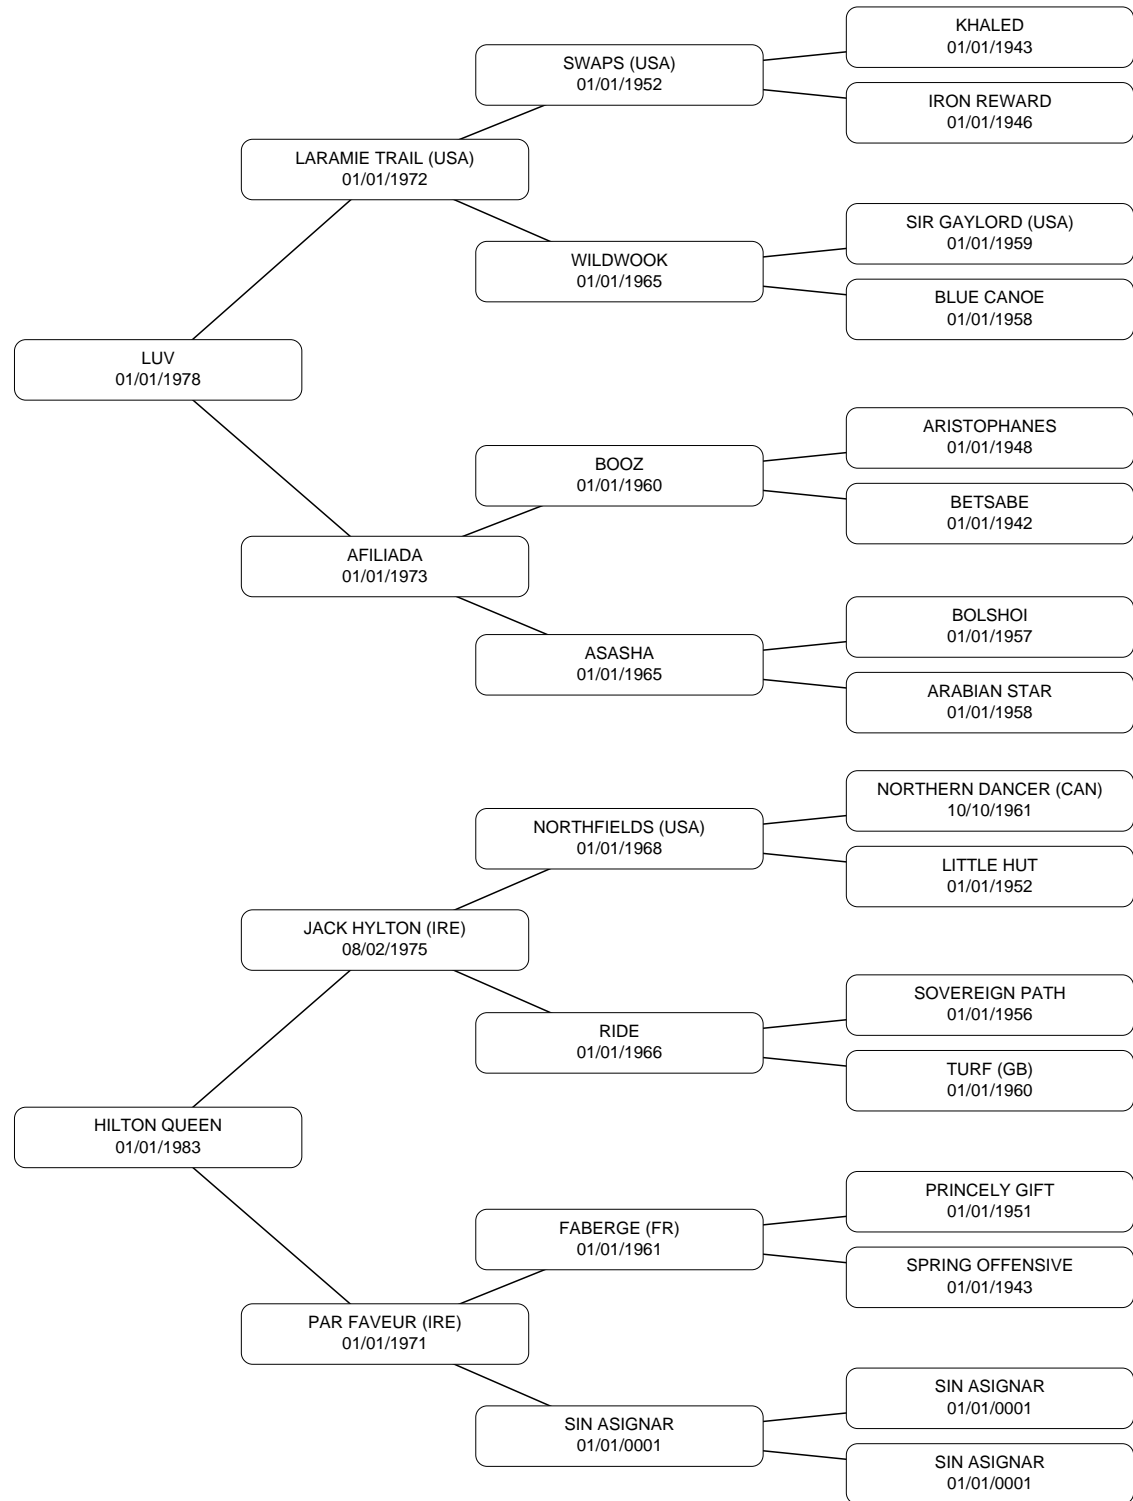 KHALED
01/01/1943
SWAPS (USA)
01/01/1952
IRON REWARD
01/01/1946
LARAMIE TRAIL (USA)
01/01/1972
SIR GAYLORD (USA)
01/01/1959
WILDWOOK
01/01/1965
BLUE CANOE
01/01/1958
LUV
01/01/1978
ARISTOPHANES
01/01/1948
BOOZ
01/01/1960
BETSABE
01/01/1942
AFILIADA
01/01/1973
BOLSHOI
01/01/1957
ASASHA
01/01/1965
ARABIAN STAR
01/01/1958
NORTHERN DANCER (CAN)
10/10/1961
NORTHFIELDS (USA)
01/01/1968
LITTLE HUT
01/01/1952
JACK HYLTON (IRE)
08/02/1975
SOVEREIGN PATH
01/01/1956
RIDE
01/01/1966
TURF (GB)
01/01/1960
HILTON QUEEN
01/01/1983
PRINCELY GIFT
01/01/1951
FABERGE (FR)
01/01/1961
SPRING OFFENSIVE
01/01/1943
PAR FAVEUR (IRE)
01/01/1971
SIN ASIGNAR
01/01/0001
SIN ASIGNAR
01/01/0001
SIN ASIGNAR
01/01/0001